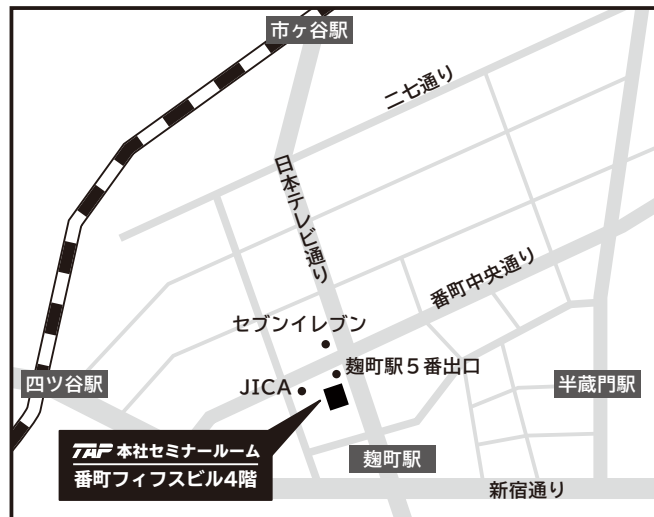 市ヶ谷駅
二七通り
日本テレビ通り
番町中央通り
セブンイレブン
麹町駅5番出口
四ツ谷駅
JICA
半蔵門駅
TAP 本社セミナールーム
番町フィフスビル4階
麹町駅
新宿通り